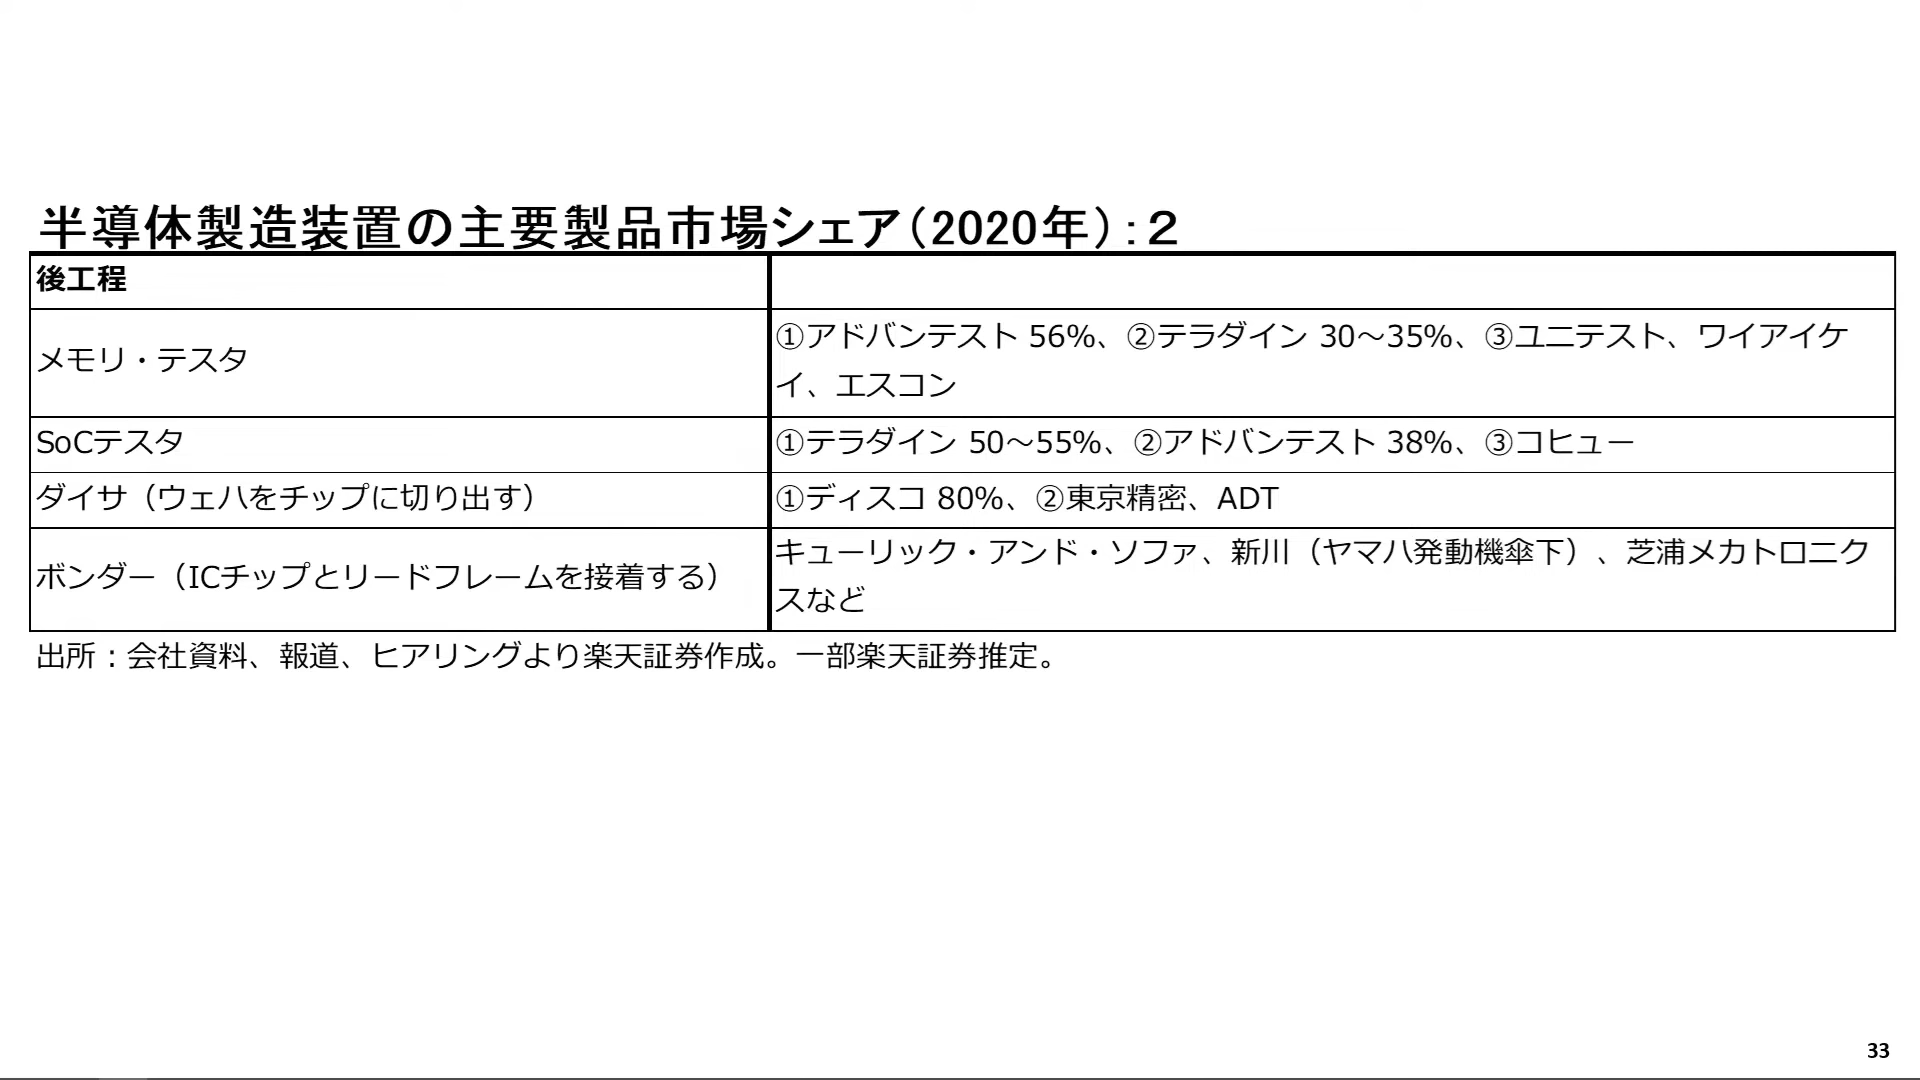 半導体製造装置の主要製品市場シェア（2020年）：２
後工程
メモリ・テスタ
①アドバンテスト 56%、②テラダイン 30～35%、③ユニテスト、ワイアイケ
イ、エスコン
SoCテスタ
①テラダイン 50～55%、②アドバンテスト 38%、③コヒュー
ダイサ（ウェハをチップに切り出す）
①ディスコ 80%、②東京精密、ADT
ボンダー（ICチップとリードフレームを接着する）
キューリック・アンド・ソファ、新川（ヤマハ発動機傘下）、芝浦メカトロニク
スなど
出所：会社資料、報道、ヒアリングより楽天証券作成。一部楽天証券推定。
33